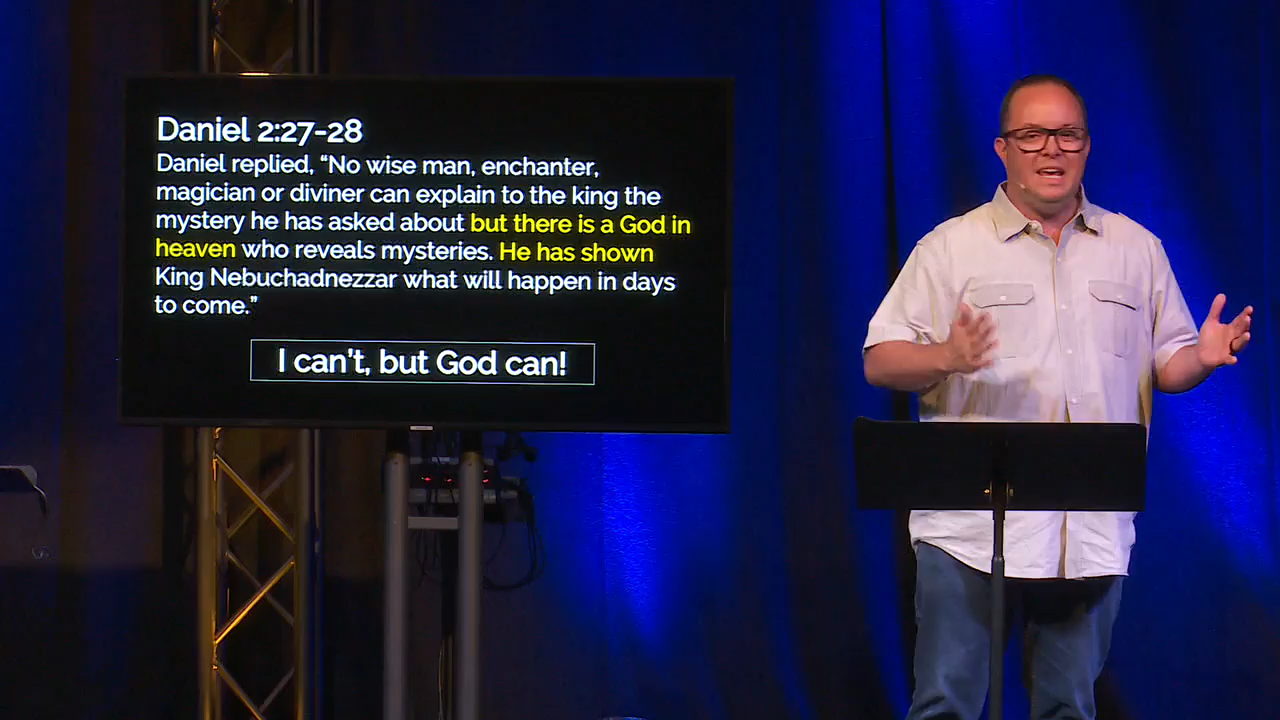 Daniel 2:27-28
Daniel replied, “No wise man, enchanter,
magician or diviner can explain to the king the
mystery he has asked about but there is a God in
heaven who reveals mysteries. He has shown
King Nebuchadnezzar what will happen in days
to come.”
I can't, but God can!